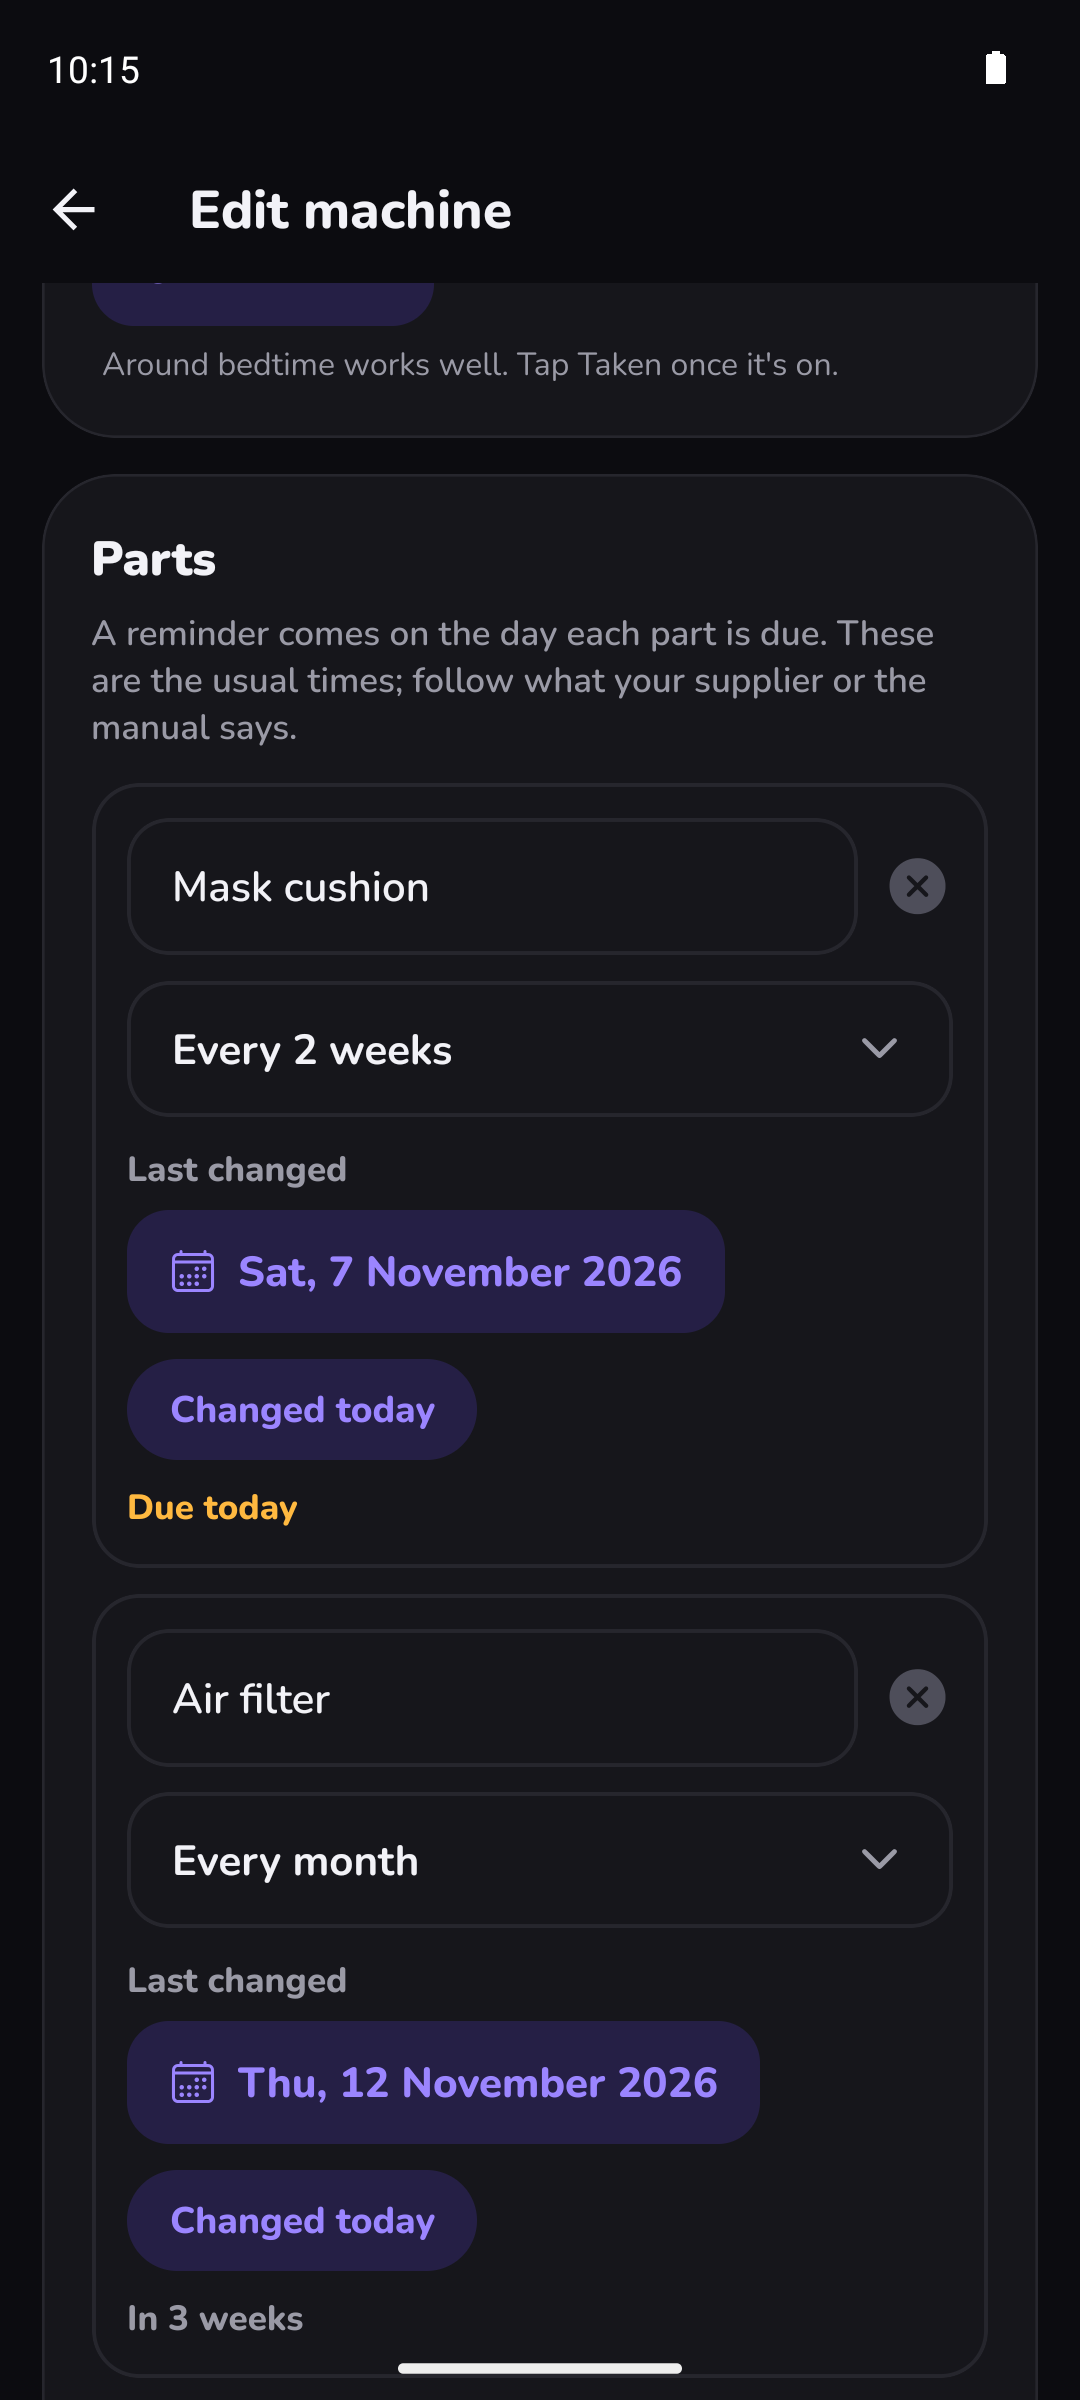 10:15
Edit machine
Around bedtime works well. Tap Taken once it's on.
Parts
A reminder comes on the day each part is due. These
are the usual times; follow what your supplier or the
manual says.
Mask cushion
Every 2 weeks
Last changed
Sat, 7 November 2026
Changed today
Due today
Air filter
Every month
Last changed
Thu, 12 November 2026
Changed today
In 3 weeks